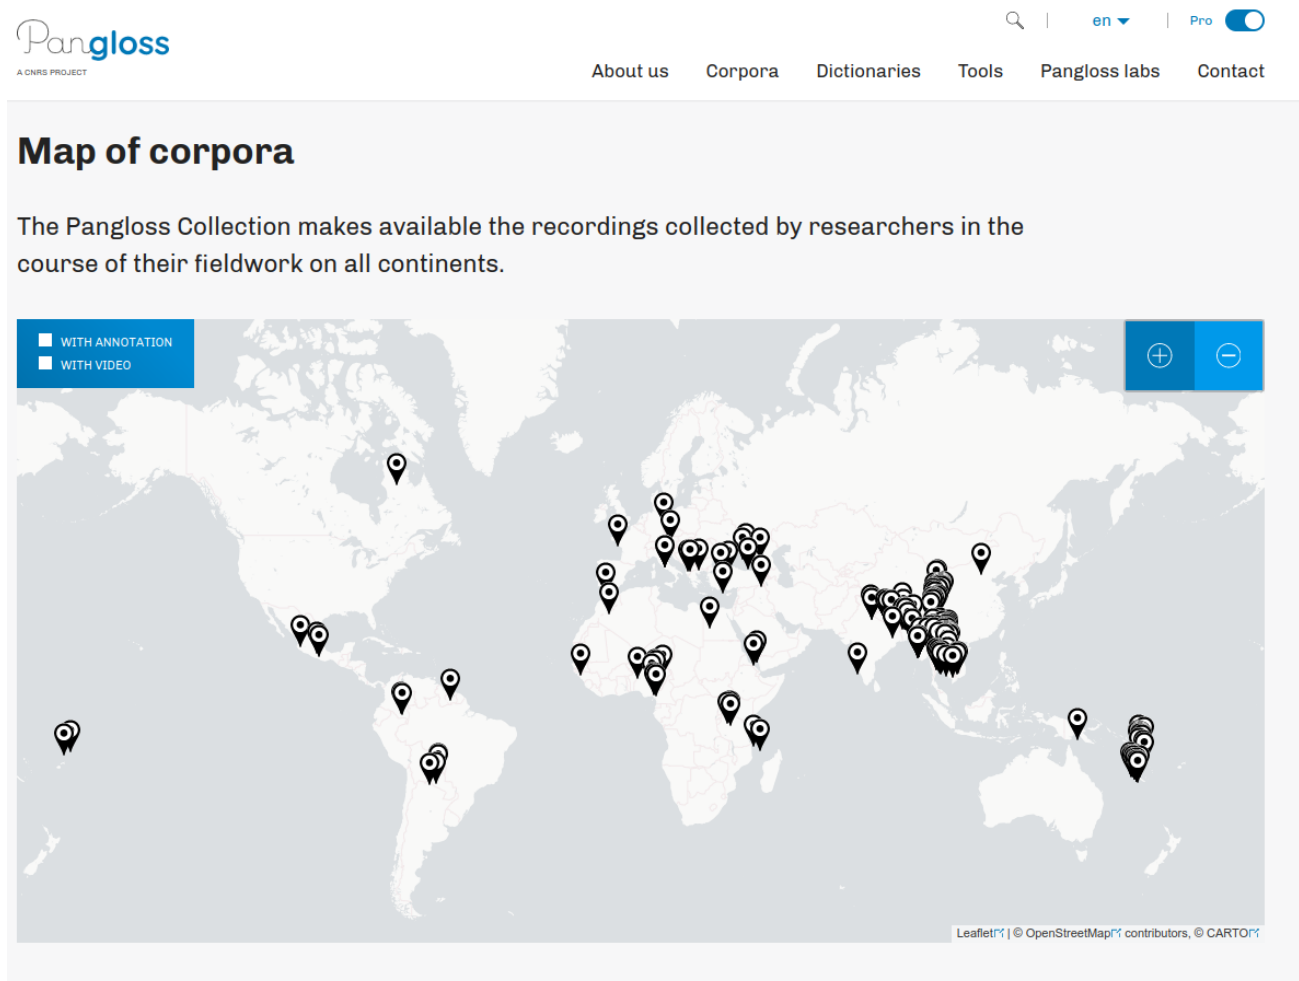 Pangloss
A CNRS PROJECT
en
Pro
About us
Corpora
Dictionaries
Tools
Pangloss labs
Contact
Map of corpora
The Pangloss Collection makes available the recordings collected by researchers in the
course of their fieldwork on all continents.
WITH ANNOTATION
WITH VIDEO
Leaflet | © OpenStreetMap contributors, © CARTO